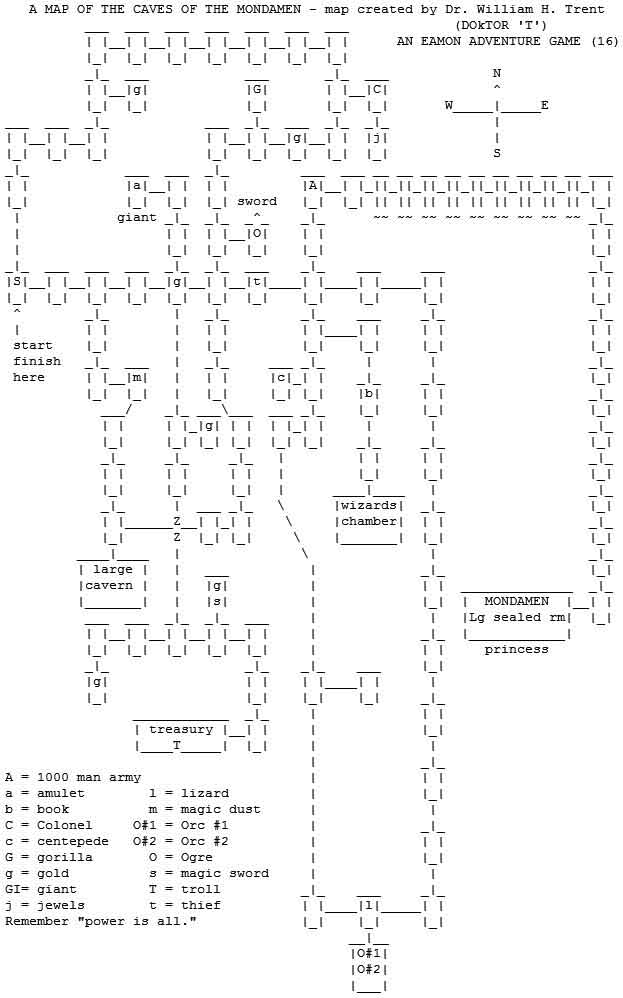 A MAP OF THE CAVES OF THE MONDAMEN - map created by Dr. William H. Trent
(DOkTOR 'T')
AN EAMON ADVENTURE GAME (16)
g
G
C
N
W E
S
g
j
a
A
sword
giant
O
S
g
t
start
finish
here
m
c
b
g
wizards
chamber
Z
Z
large
cavern
g
s
MONDAMEN
Lg sealed rm
princess
g
treasury
T
A = 1000 man army
a = amulet l = lizard
b = book m = magic dust
C = Colonel O#1 = Orc #1
c = centepede O#2 = Orc #2
G = gorilla O = Ogre
g = gold s = magic sword
GI= giant T = troll
j = jewels t = thief
Remember "power is all."
l
O#1
O#2